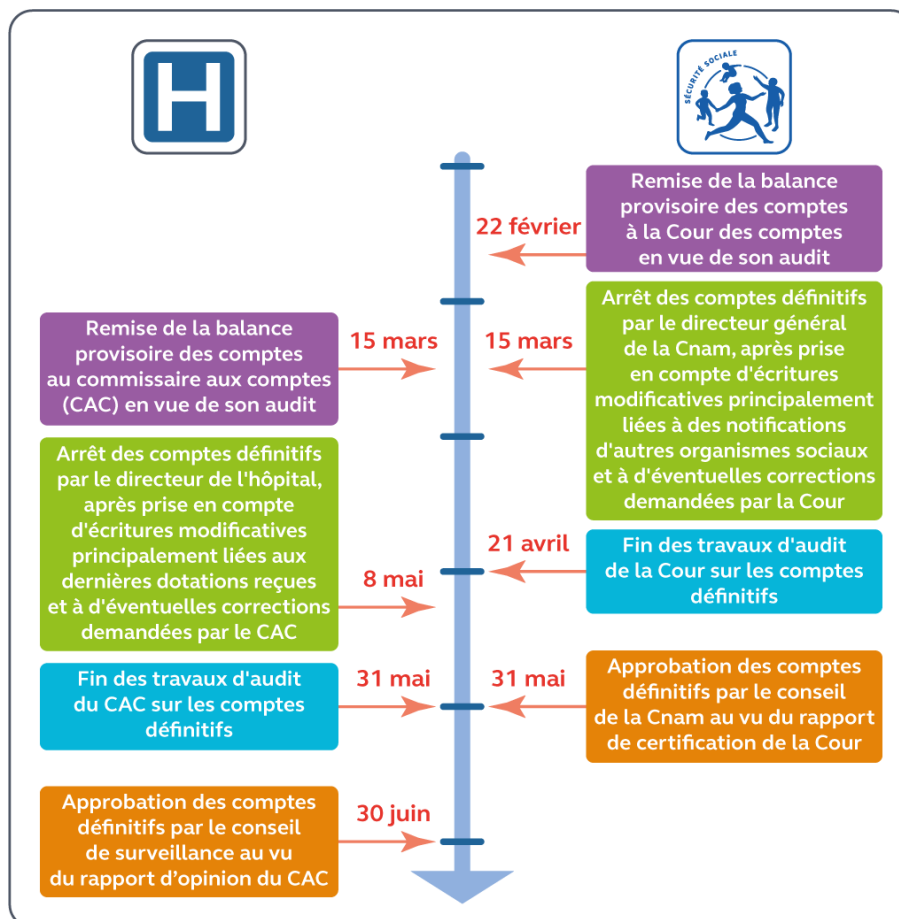 H
SÉCURITÉ SOCIALE
Remise de la balance
provisoire des comptes
à la Cour des comptes
en vue de son audit
22 février
Remise de la balance
provisoire des comptes
au commissaire aux comptes
(CAC) en vue de son audit
15 mars
15 mars
Arrêt des comptes définitifs
par le directeur général
de la Cnam, après prise
en compte d'écritures
modificatives principalement
liées à des notifications
d'autres organismes sociaux
et à d'éventuelles corrections
demandées par la Cour
Arrêt des comptes définitifs
par le directeur de l'hôpital,
après prise en compte
d'écritures modificatives
principalement liées aux
dernières dotations reçues
et à d'éventuelles corrections
demandées par le CAC
8 mai
21 avril
Fin des travaux d'audit
de la Cour sur les comptes
définitifs
Fin des travaux d'audit
du CAC sur les comptes
définitifs
31 mai
31 mai
Approbation des comptes
définitifs par le conseil
de la Cnam au vu du rapport
de certification de la Cour
Approbation des comptes
définitifs par le conseil
de surveillance au vu
du rapport d’opinion du CAC
30 juin